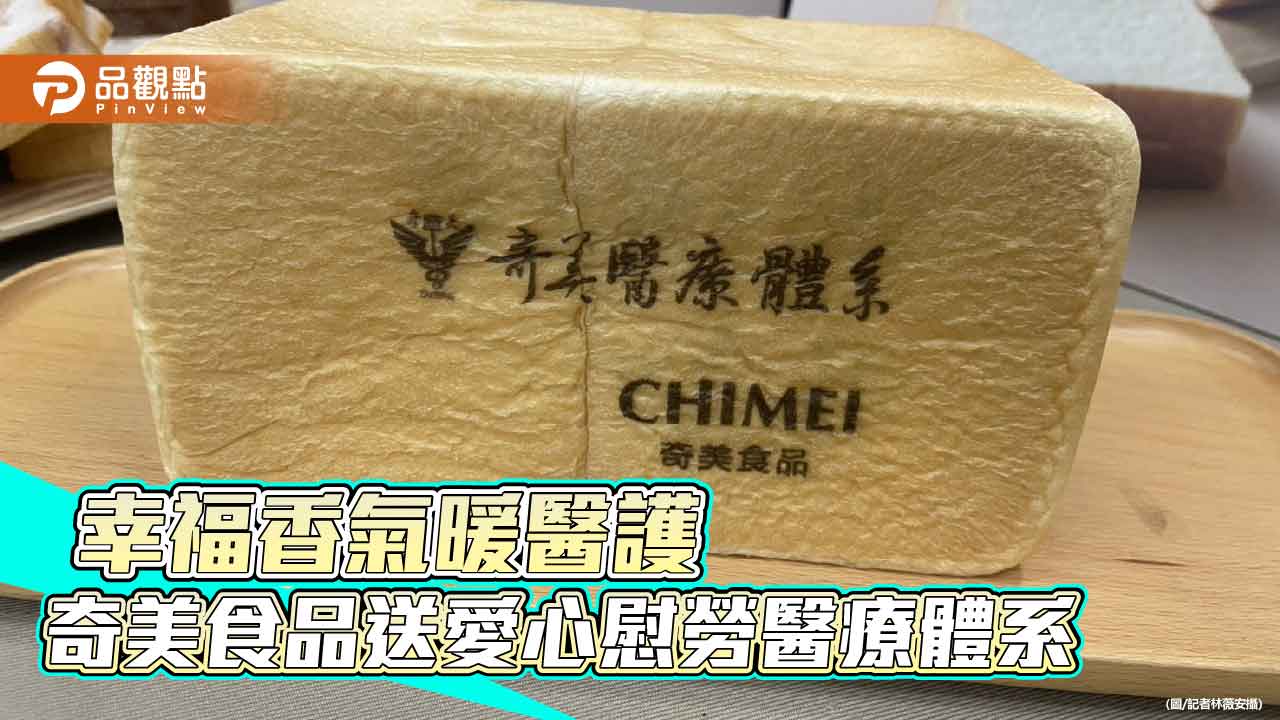 品觀點
PinView
奇美醫療體系
CHIMEI
奇美食品
幸福香氣暖醫護
奇美食品送愛心慰勞醫療體系
(圖/記者林薇安攝)